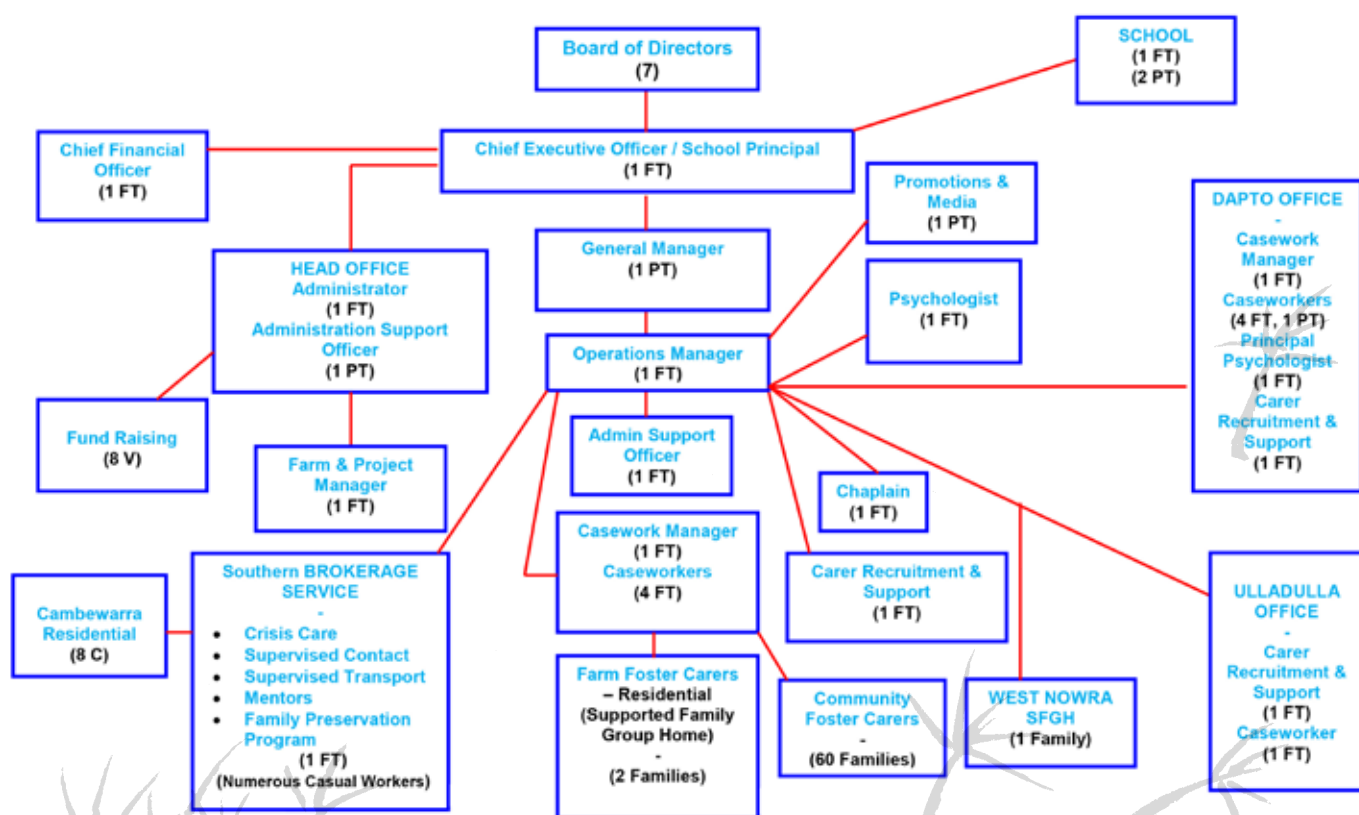 Board of Directors
(7)
SCHOOL
(1 FT)
(2 PT)
Chief Financial
Officer
(1 FT)
Chief Executive Officer / School Principal
(1 FT)
Promotions &
Media
(1 PT)
DAPTO OFFICE
-
Casework
Manager
(1 FT)
Caseworkers
(4 FT, 1 PT)
Principal
Psychologist
(1 FT)
Carer
Recruitment &
Support
(1 FT)
General Manager
(1 PT)
HEAD OFFICE
Administrator
(1 FT)
Administration Support
Officer
(1 PT)
Psychologist
(1 FT)
Operations Manager
(1 FT)
Fund Raising
(8 V)
Farm & Project
Manager
(1 FT)
Admin Support
Officer
(1 FT)
Chaplain
(1 FT)
Casework Manager
(1 FT)
Caseworkers
(4 FT)
Carer Recruitment &
Support
(1 FT)
Cambewarra
Residential
(8 C)
Southern BROKERAGE
SERVICE
-
• Crisis Care
• Supervised Contact
• Supervised Transport
• Mentors
• Family Preservation
Program
(1 FT)
(Numerous Casual Workers)
Farm Foster Carers
– Residential
(Supported Family
Group Home)
-
(2 Families)
Community
Foster Carers
-
(60 Families)
WEST NOWRA
SFGH
(1 Family)
ULLADULLA
OFFICE
-
Carer
Recruitment &
Support
(1 FT)
Caseworker
(1 FT)